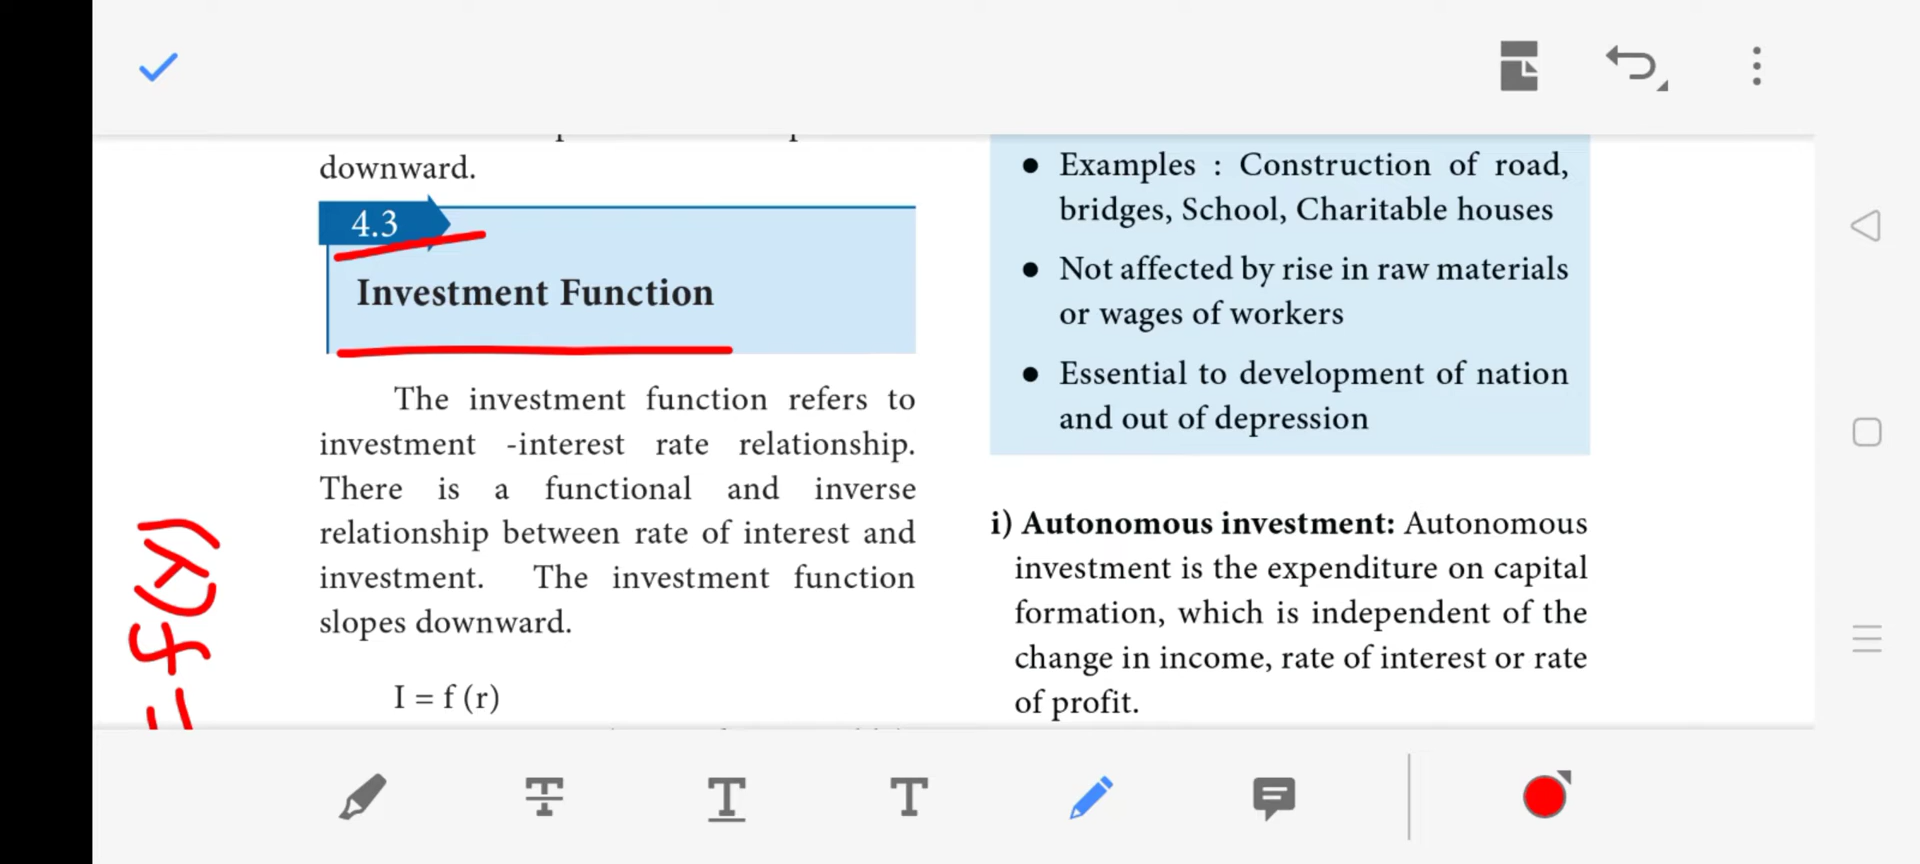 downward.
4.3
Investment Function
The investment function refers to
investment -interest rate relationship.
There is a functional and inverse
relationship between rate of interest and
investment. The investment function
slopes downward.
I = f (r)
= f(y)
● Examples : Construction of road,
bridges, School, Charitable houses
● Not affected by rise in raw materials
or wages of workers
● Essential to development of nation
and out of depression
i) Autonomous investment: Autonomous
investment is the expenditure on capital
formation, which is independent of the
change in income, rate of interest or rate
of profit.